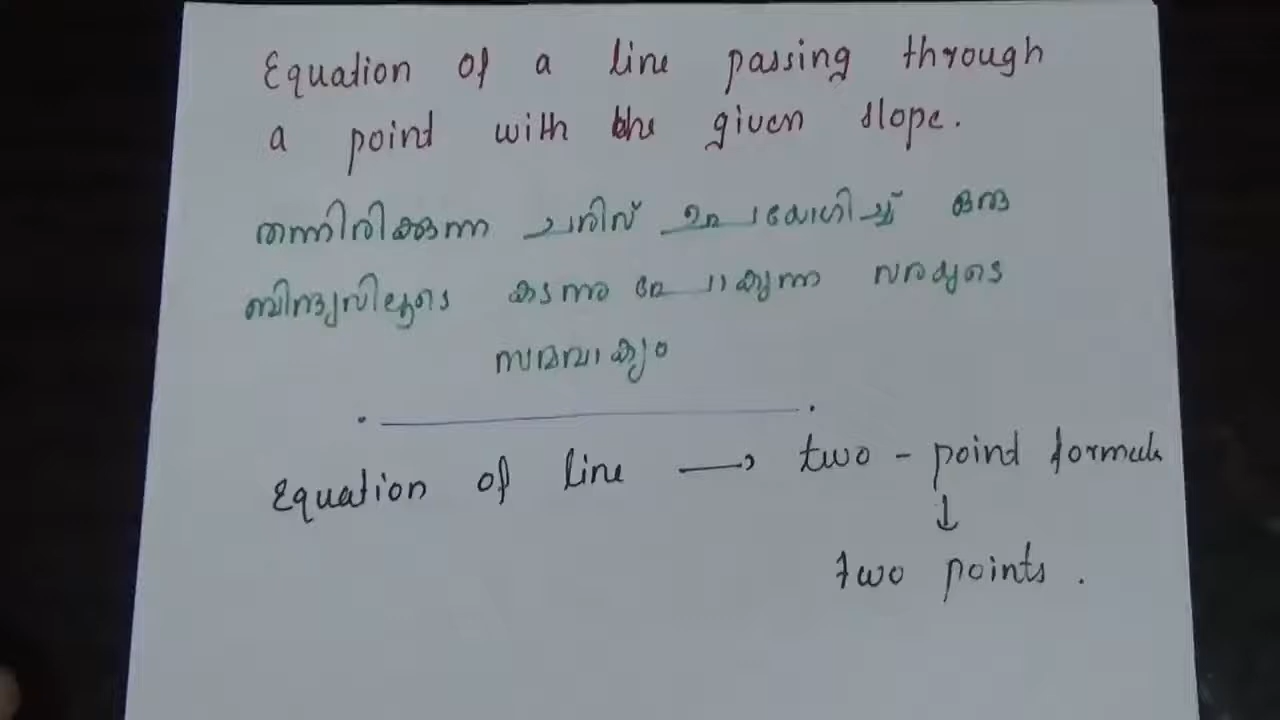 Equation of a line passing through
a point with the given slope.
തന്നിരിക്കുന്ന ചരിവ് ഉപയോഗിച്ച് ഒരു
ബിന്ദുവിലൂടെ കടന്നു പോകുന്ന വരയുടെ
സമവാക്യം
Equation of line → two - point formula
↓
two points .